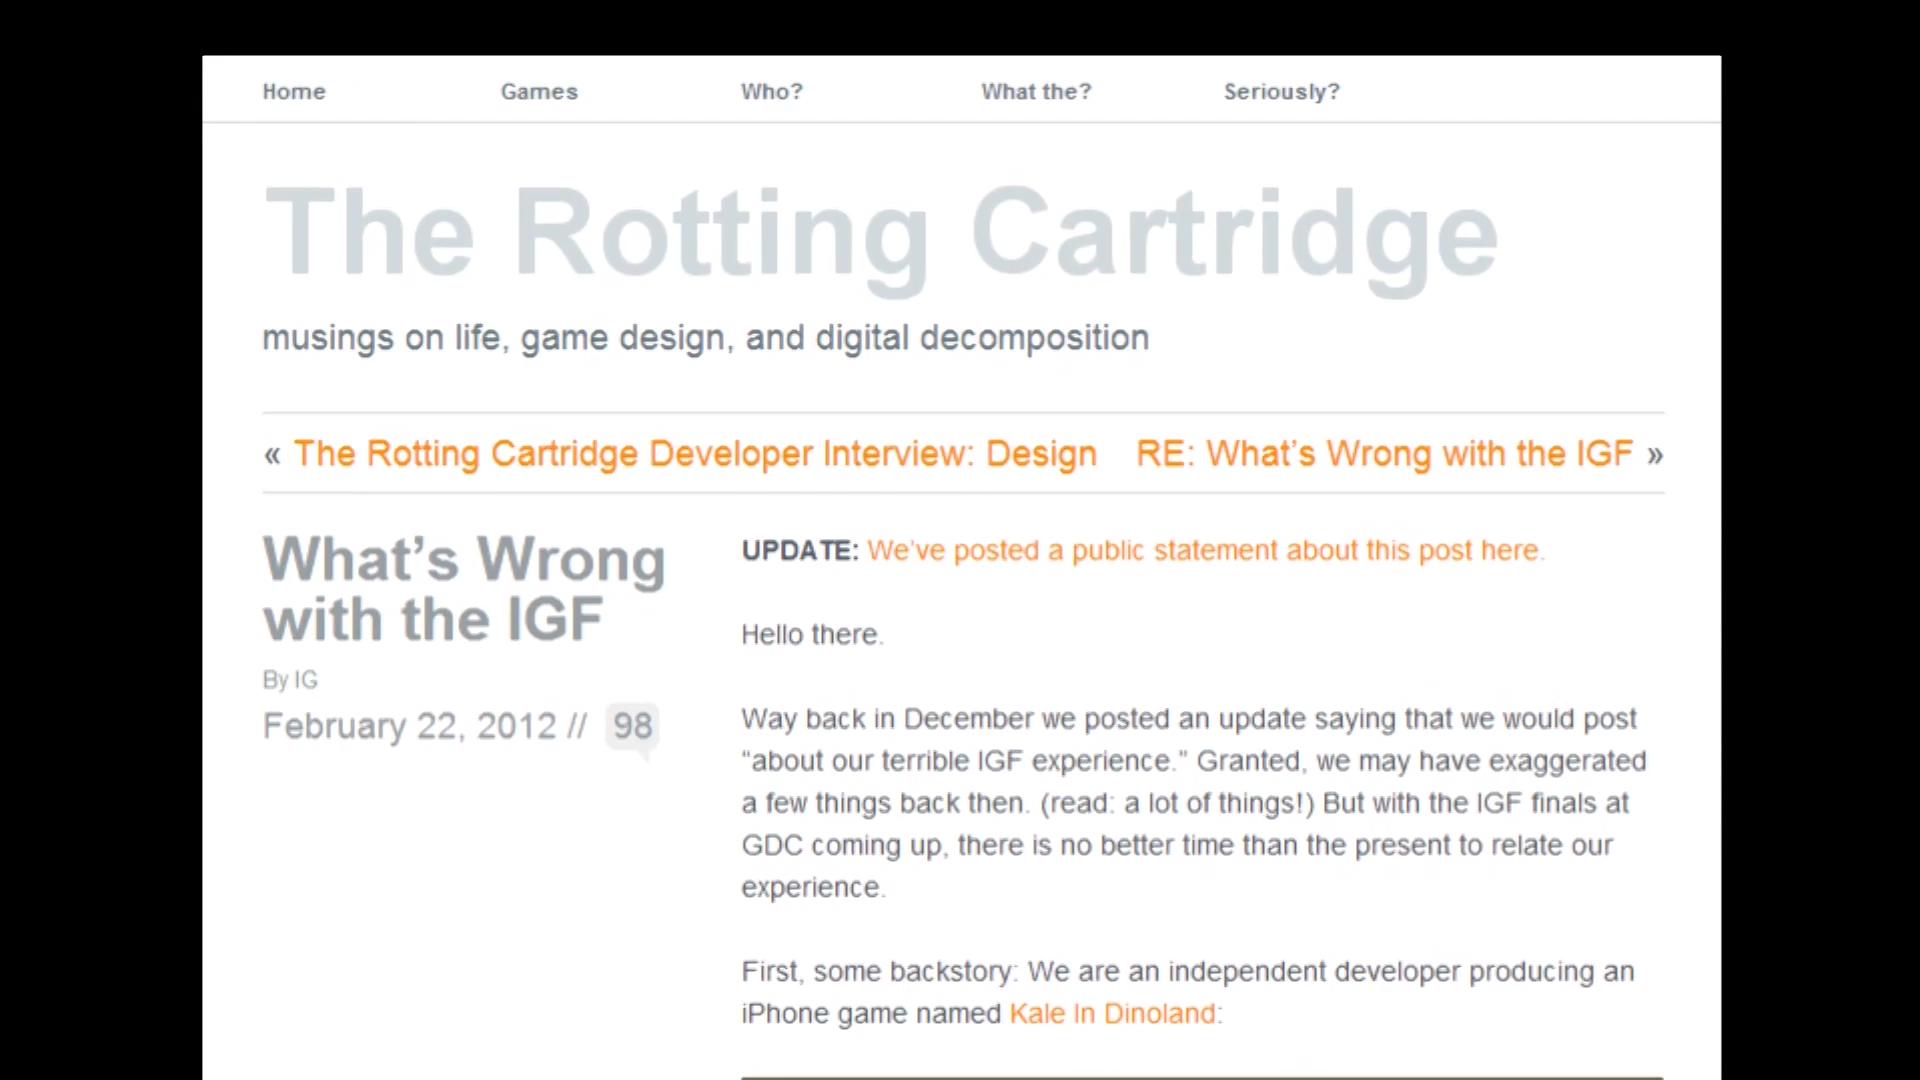 Home Games Who? What the? Seriously?
The Rotting Cartridge
musings on life, game design, and digital decomposition
« The Rotting Cartridge Developer Interview: Design RE: What’s Wrong with the IGF »
What’s Wrong
with the IGF
By IG
February 22, 2012 // 98
UPDATE: We’ve posted a public statement about this post here.
Hello there.
Way back in December we posted an update saying that we would post
“about our terrible IGF experience.” Granted, we may have exaggerated
a few things back then. (read: a lot of things!) But with the IGF finals at
GDC coming up, there is no better time than the present to relate our
experience.
First, some backstory: We are an independent developer producing an
iPhone game named Kale In Dinoland: